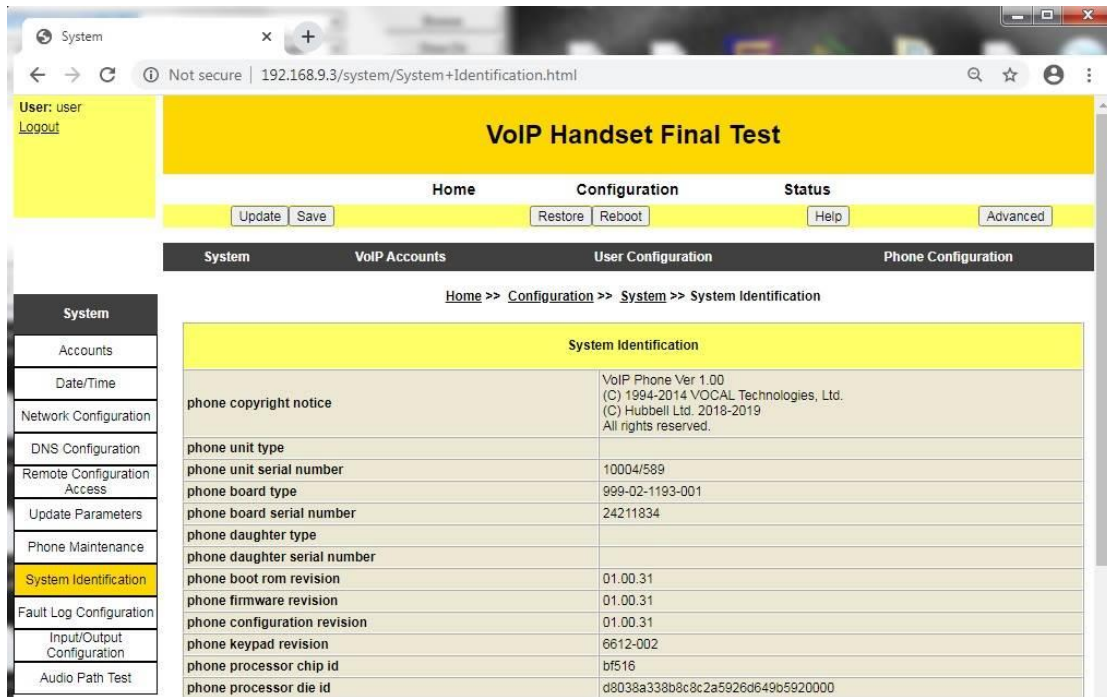 System
Not secure | 192.168.9.3/system/System+Identification.html
User: user
Logout
VoIP Handset Final Test
Home Configuration Status
Update Save Restore Reboot Help Advanced
System VoIP Accounts User Configuration Phone Configuration
Home >> Configuration >> System >> System Identification
System
Accounts
Date/Time
Network Configuration
DNS Configuration
Remote Configuration
Access
Update Parameters
Phone Maintenance
System Identification
Fault Log Configuration
Input/Output
Configuration
Audio Path Test
System Identification
phone copyright notice
VoIP Phone Ver 1.00
(C) 1994-2014 VOCAL Technologies, Ltd.
(C) Hubbell Ltd. 2018-2019
All rights reserved.
phone unit type
phone unit serial number 10004/589
phone board type 999-02-1193-001
phone board serial number 24211834
phone daughter type
phone daughter serial number
phone boot rom revision 01.00.31
phone firmware revision 01.00.31
phone configuration revision 01.00.31
phone keypad revision 6612-002
phone processor chip id bf516
phone processor die id d8038a338b8c8c2a5926d649b5920000